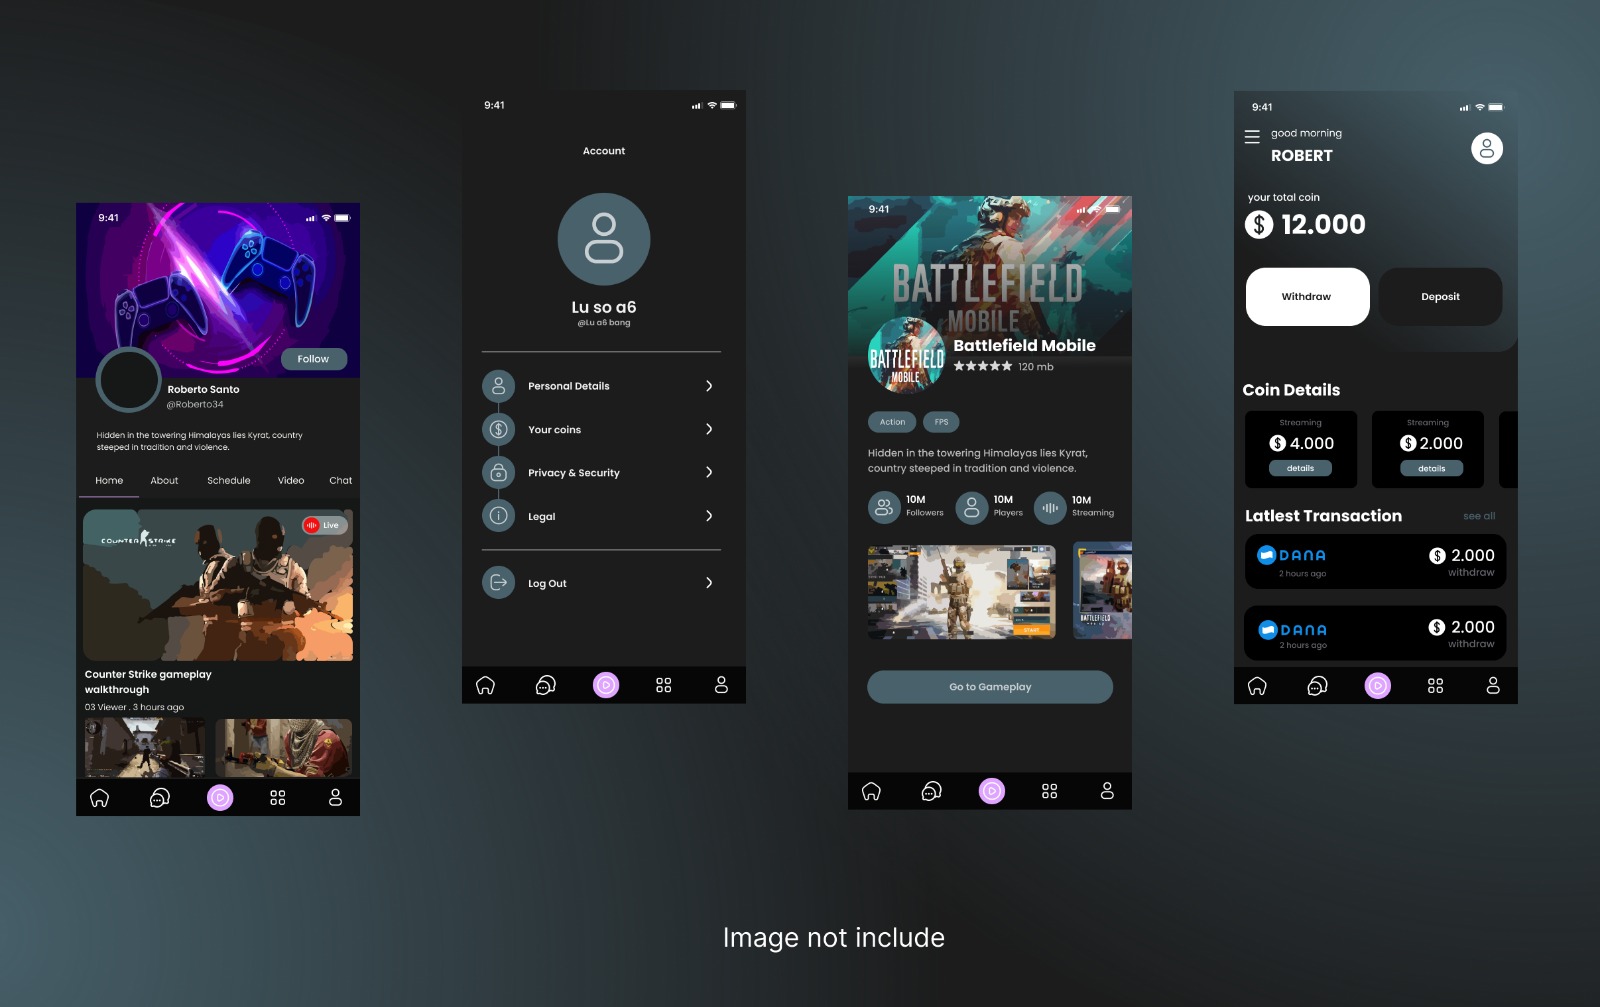 9:41
Follow
Roberto Santo
@Roberto34
Hidden in the towering Himalayas lies Kyrat, country
steeped in tradition and violence.
Home About Schedule Video Chat
COUNTER STRIKE
Live
Counter Strike gameplay
walkthrough
03 Viewer . 3 hours ago
9:41
Account
Lu so a6
@Lu a6 bang
Personal Details
Your coins
Privacy & Security
Legal
Log Out
9:41
BATTLEFIELD
MOBILE
BATTLEFIELD
MOBILE
Battlefield Mobile
120 mb
Action FPS
Hidden in the towering Himalayas lies Kyrat,
country steeped in tradition and violence.
10M
Followers
10M
Players
10M
Streaming
START
BATTLEFIELD
Go to Gameplay
9:41
good morning
ROBERT
your total coin
$ 12.000
Withdraw Deposit
Coin Details
Streaming
$ 4.000
details
Streaming
$ 2.000
details
Latlest Transaction see all
DANA $ 2.000
2 hours ago withdraw
DANA $ 2.000
2 hours ago withdraw
Image not include